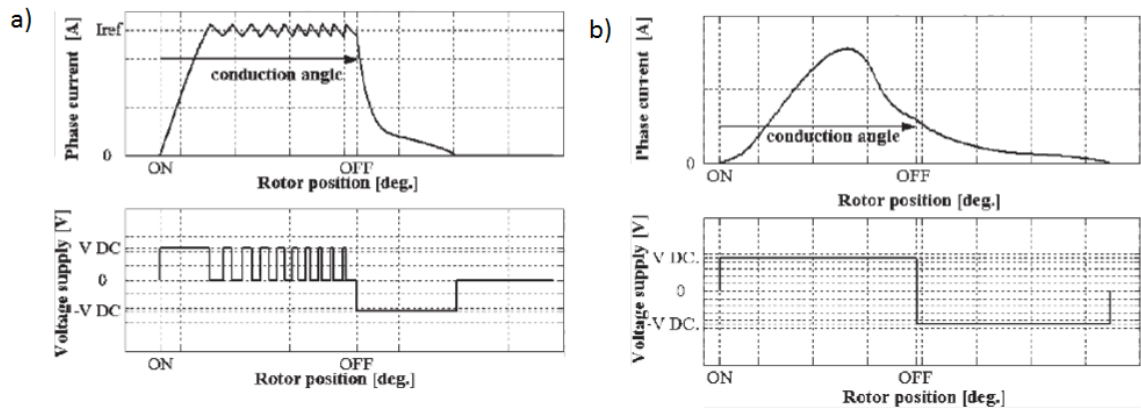 a)
Phase current [A]
Iref
conduction angle
0
ON
OFF
Rotor position [deg.]
Voltage supply [V]
V DC
0
-V DC
ON
OFF
Rotor position [deg.]
b)
Phase current [A]
conduction angle
0
ON
OFF
Rotor position [deg.]
Voltage supply [V]
V DC.
0
-V DC.
ON
OFF
Rotor position [deg.]